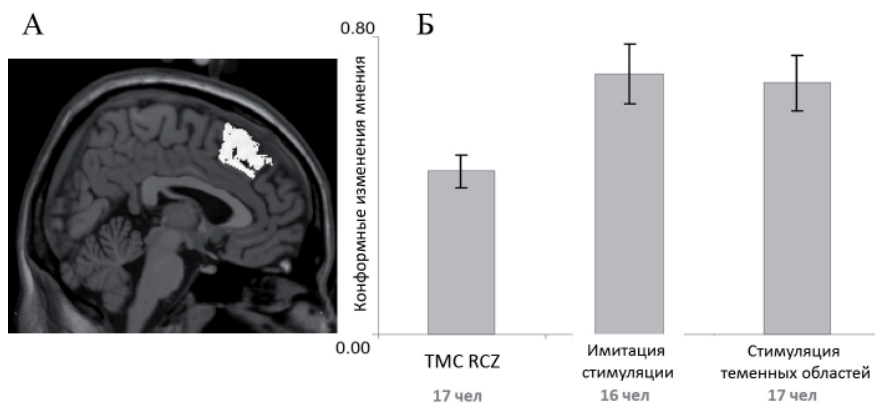 А
Б
0.80
Конформные изменения мнения
0.00
ТМС RCZ
Имитация
стимуляции
Стимуляция
теменных областей
17 чел
16 чел
17 чел